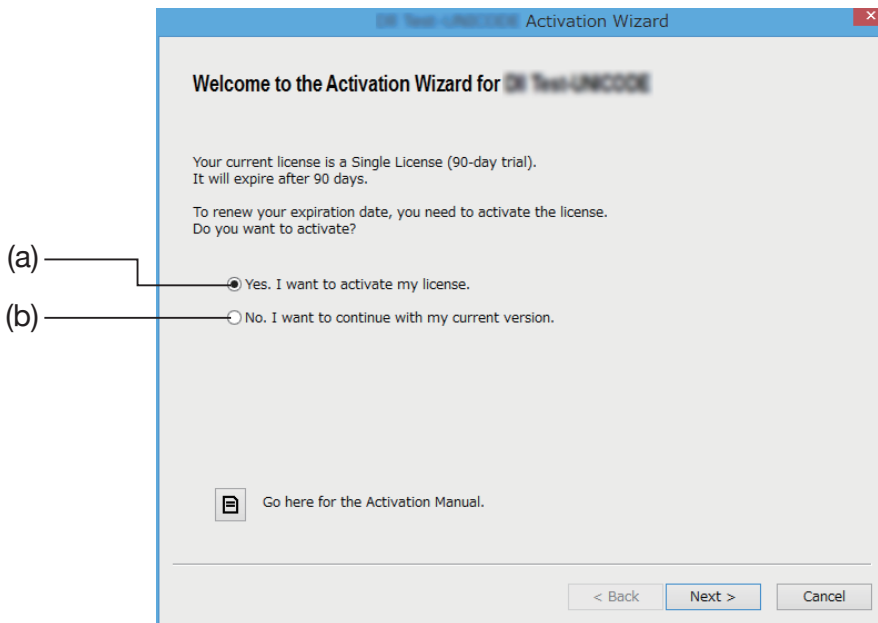 Activation Wizard
Welcome to the Activation Wizard for
Your current license is a Single License (90-day trial).
It will expire after 90 days.
To renew your expiration date, you need to activate the license.
Do you want to activate?
(a)
Yes. I want to activate my license.
(b)
No. I want to continue with my current version.
Go here for the Activation Manual.
< Back Next > Cancel